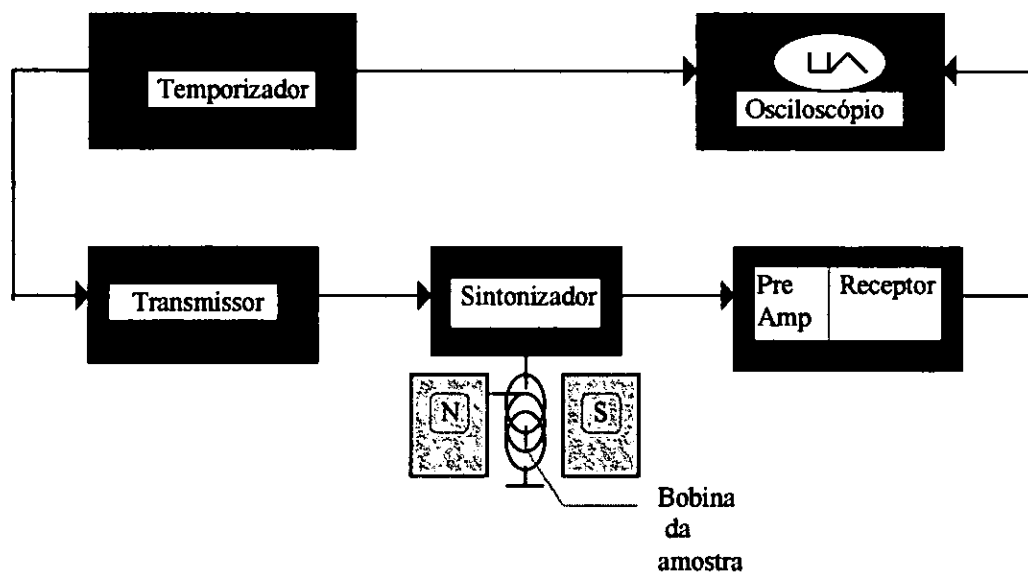 Temporizador
Osciloscópio
Transmissor
Sintonizador
Pre
Amp
Receptor
N
S
Bobina
da
amostra